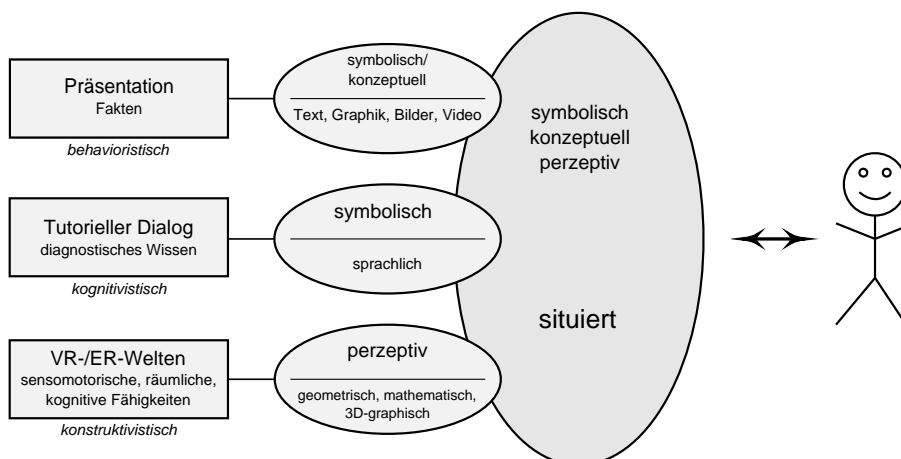 Präsentation
Fakten
behavioristisch
symbolisch/
konzeptuell
Text, Graphik, Bilder, Video
Tutorieller Dialog
diagnostisches Wissen
kognitivistisch
symbolisch
sprachlich
VR-/ER-Welten
sensomotorische, räumliche,
kognitive Fähigkeiten
konstruktivistisch
perzeptiv
geometrisch, mathematisch,
3D-graphisch
symbolisch
konzeptuell
perzeptiv
situiert